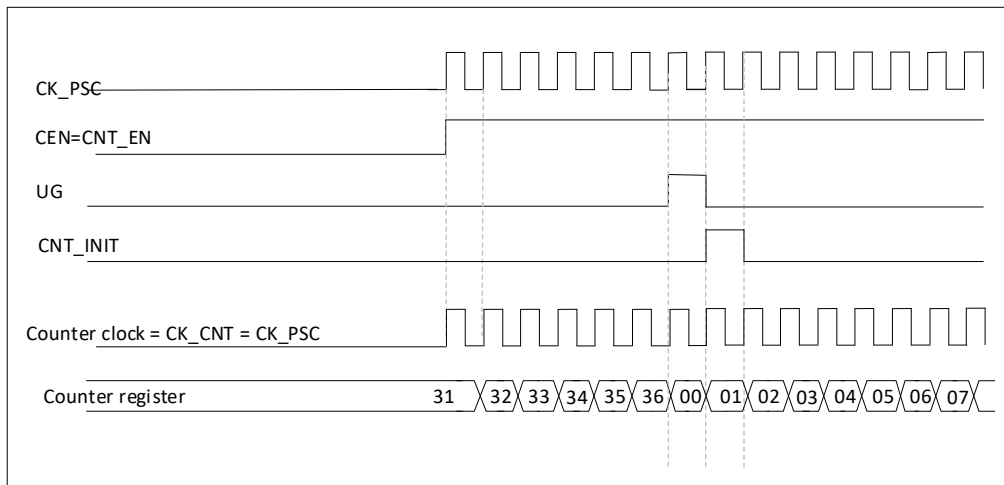 CK_PSC
CEN=CNT_EN
UG
CNT_INIT
Counter clock = CK_CNT = CK_PSC
Counter register 31 32 33 34 35 36 00 01 02 03 04 05 06 07